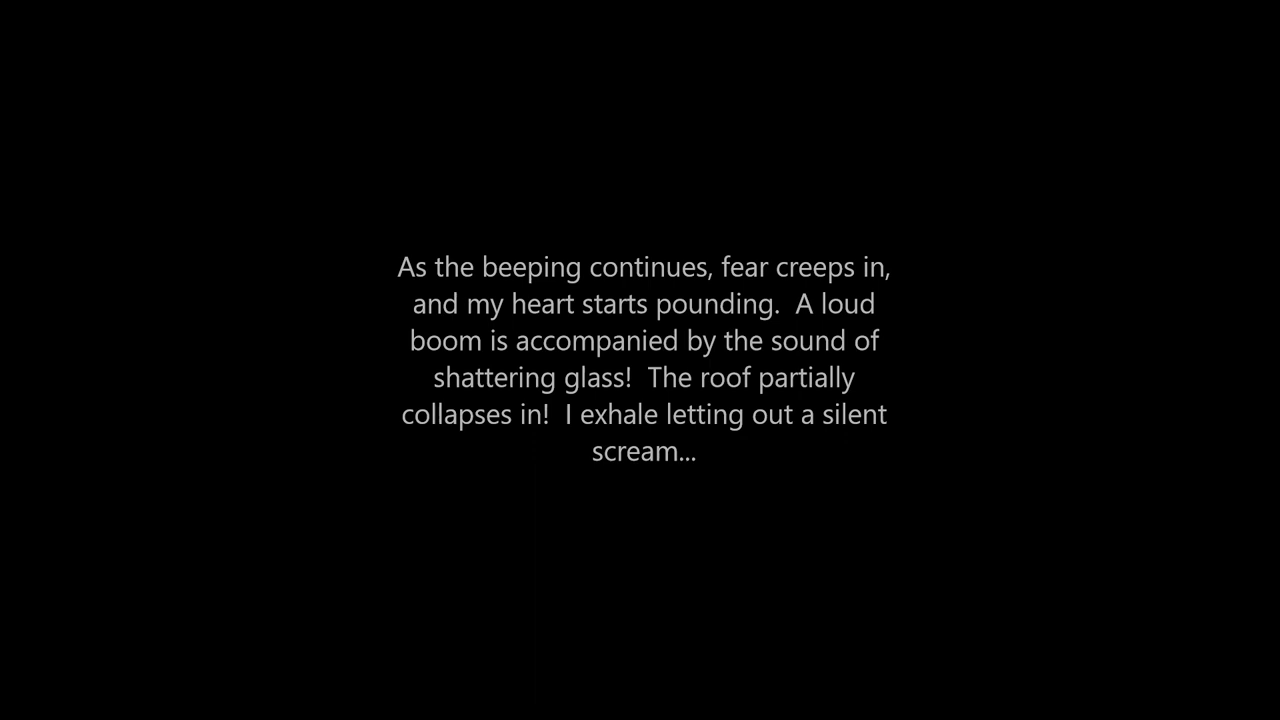 As the beeping continues, fear creeps in,
and my heart starts pounding.  A loud
boom is accompanied by the sound of
shattering glass!  The roof partially
collapses in!  I exhale letting out a silent
scream...